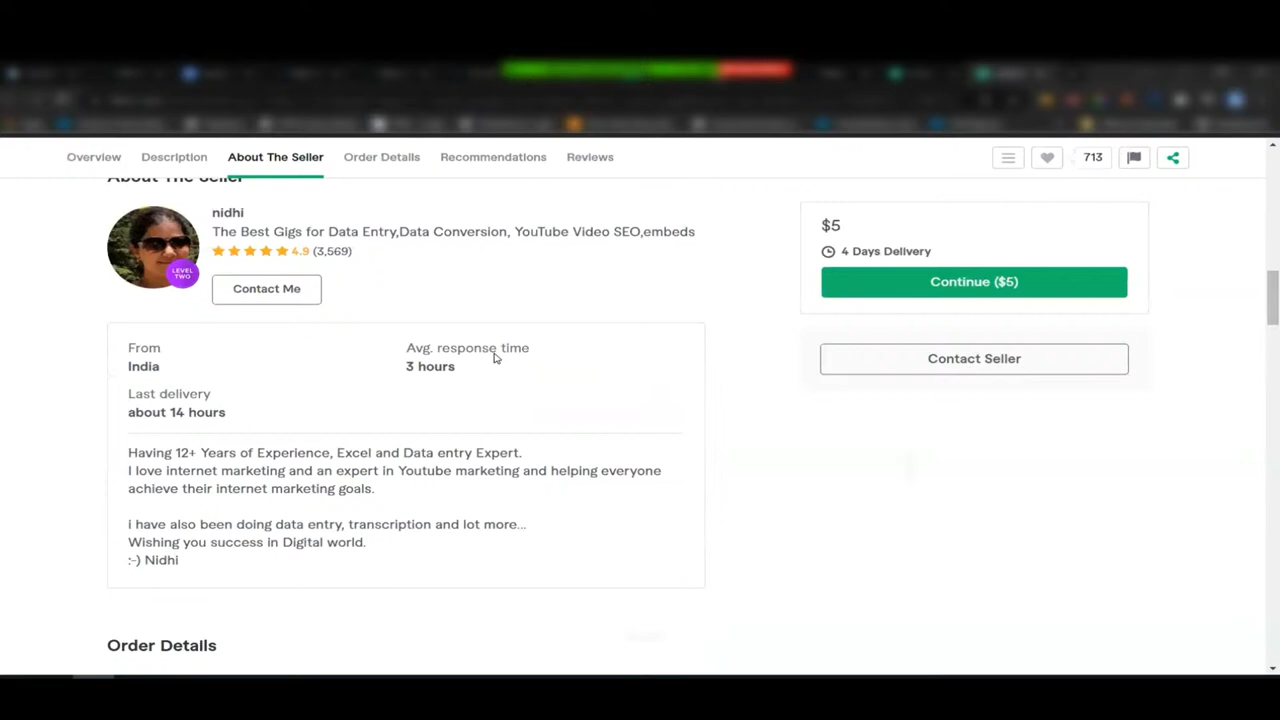 Overview Description About The Seller Order Details Recommendations Reviews 713
About The Seller
nidhi
The Best Gigs for Data Entry,Data Conversion, YouTube Video SEO,embeds
4.9 (3,569)
LEVEL
TWO
Contact Me
$5
4 Days Delivery
Continue ($5)
Contact Seller
From
India
Avg. response time
3 hours
Last delivery
about 14 hours
Having 12+ Years of Experience, Excel and Data entry Expert.
I love internet marketing and an expert in Youtube marketing and helping everyone
achieve their internet marketing goals.
i have also been doing data entry, transcription and lot more...
Wishing you success in Digital world.
:-) Nidhi
Order Details